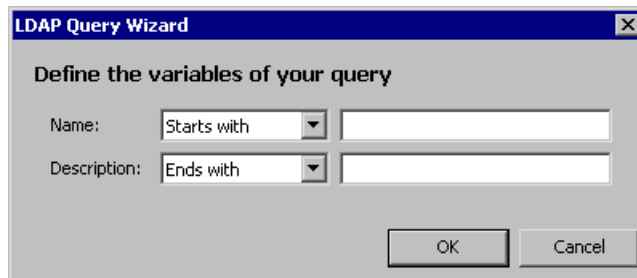 LDAP Query Wizard
Define the variables of your query
Name: Starts with
Description: Ends with
OK Cancel